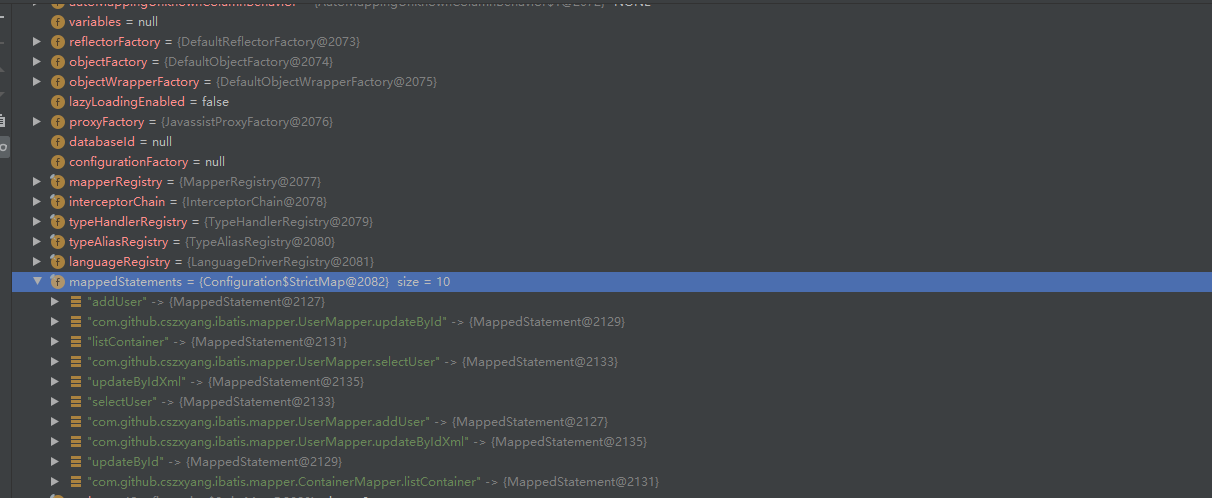 variables = null
reflectorFactory = {DefaultReflectorFactory@2073}
objectFactory = {DefaultObjectFactory@2074}
objectWrapperFactory = {DefaultObjectWrapperFactory@2075}
lazyLoadingEnabled = false
proxyFactory = {JavassistProxyFactory@2076}
databaseId = null
configurationFactory = null
mapperRegistry = {MapperRegistry@2077}
interceptorChain = {InterceptorChain@2078}
typeHandlerRegistry = {TypeHandlerRegistry@2079}
typeAliasRegistry = {TypeAliasRegistry@2080}
languageRegistry = {LanguageDriverRegistry@2081}
mappedStatements = {Configuration$StrictMap@2082} size = 10
"addUser" -> {MappedStatement@2127}
"com.github.cszxyang.ibatis.mapper.UserMapper.updateById" -> {MappedStatement@2129}
"listContainer" -> {MappedStatement@2131}
"com.github.cszxyang.ibatis.mapper.UserMapper.selectUser" -> {MappedStatement@2133}
"updateByIdXml" -> {MappedStatement@2135}
"selectUser" -> {MappedStatement@2133}
"com.github.cszxyang.ibatis.mapper.UserMapper.addUser" -> {MappedStatement@2127}
"com.github.cszxyang.ibatis.mapper.UserMapper.updateByIdXml" -> {MappedStatement@2135}
"updateById" -> {MappedStatement@2129}
"com.github.cszxyang.ibatis.mapper.ContainerMapper.listContainer" -> {MappedStatement@2131}